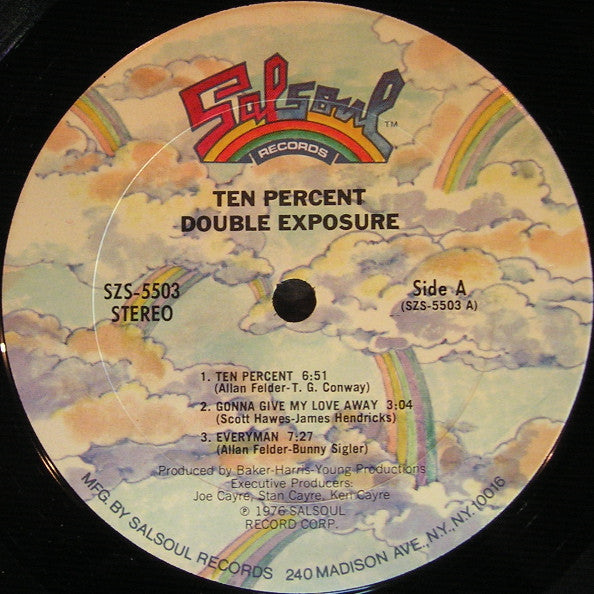 Salsoul TM
RECORDS
TEN PERCENT
DOUBLE EXPOSURE
SZS-5503
STEREO
Side A
(SZS-5503 A)
1. TEN PERCENT 6:51
(Allan Felder-T. G. Conway)
2. GONNA GIVE MY LOVE AWAY 3:04
(Scott Hawes-James Hendricks)
3. EVERYMAN 7:27
(Allan Felder-Bunny Sigler)
Produced by Baker-Harris-Young Productions
Executive Producers:
Joe Cayre, Stan Cayre, Ken Cayre
℗ 1976 SALSOUL
RECORD CORP.
MFG. BY SALSOUL RECORDS 240 MADISON AVE., N.Y., N.Y. 10016